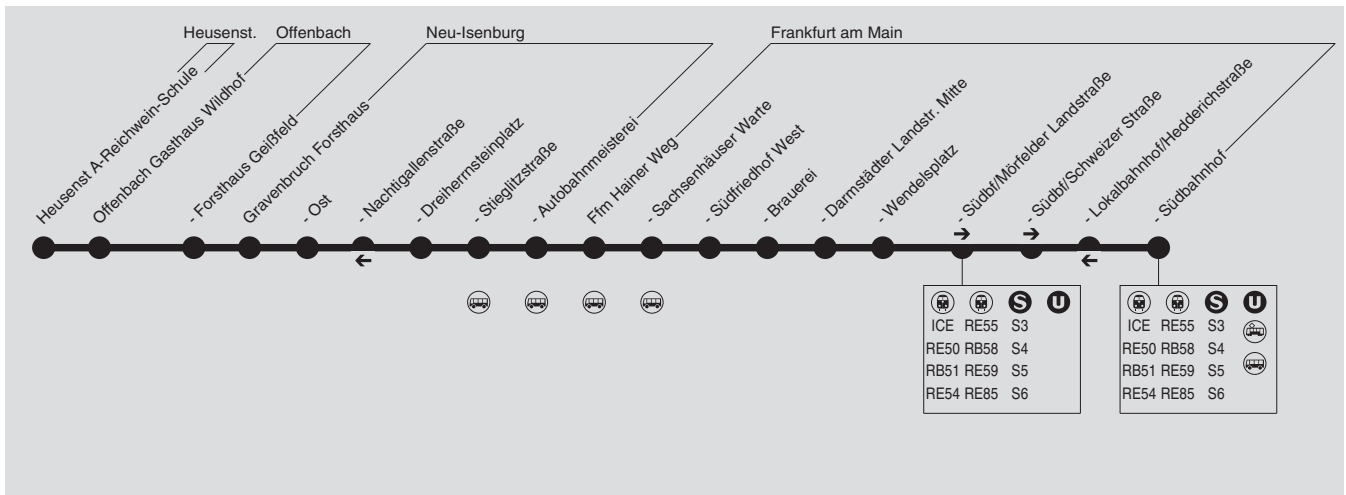 Heusenst. Offenbach Neu-Isenburg Frankfurt am Main
Heusenst A-Reichwein-Schule
Offenbach Gasthaus Wildhof
- Forsthaus Geißfeld
Gravenbruch Forsthaus
- Ost
- Nachtigallenstraße
- Dreiherrnsteinplatz
- Stieglitzstraße
- Autobahnmeisterei
Ffm Hainer Weg
- Sachsenhäuser Warte
- Südfriedhof West
- Brauerei
- Darmstädter Landstr. Mitte
- Wendelsplatz
- Südbf/Mörfelder Landstraße
- Südbf/Schweizer Straße
- Lokalbahnhof/Hedderichstraße
- Südbahnhof
S U
ICE RE55 S3
RE50 RB58 S4
RB51 RE59 S5
RE54 RE85 S6
S U
ICE RE55 S3
RE50 RB58 S4
RB51 RE59 S5
RE54 RE85 S6